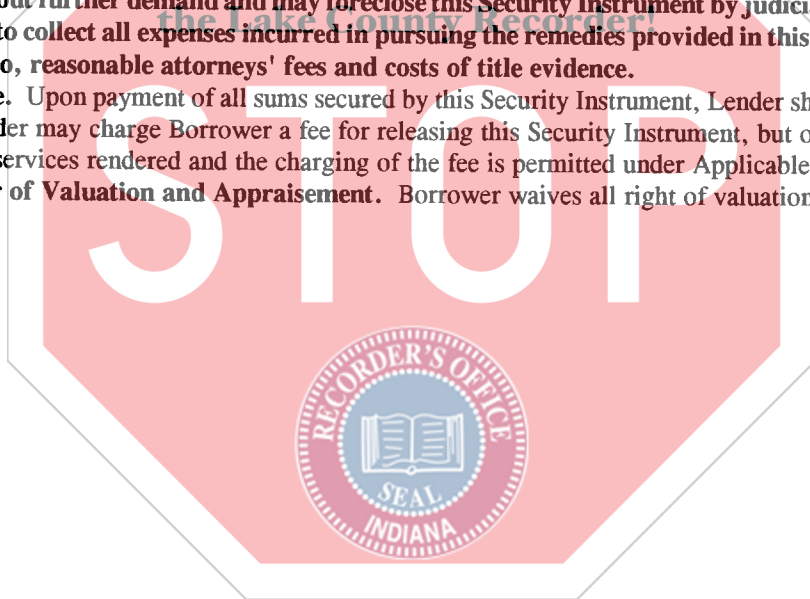 out further demand and may foreclose this Security Instrument by judicia
the Lake County Recorder!
to collect all expenses incurred in pursuing the remedies provided in this
o, reasonable attorneys' fees and costs of title evidence.
e. Upon payment of all sums secured by this Security Instrument, Lender sh
der may charge Borrower a fee for releasing this Security Instrument, but o
services rendered and the charging of the fee is permitted under Applicable
r of Valuation and Appraisement. Borrower waives all right of valuation
STOP
RECORDER'S OFFICE
SEAL
INDIANA